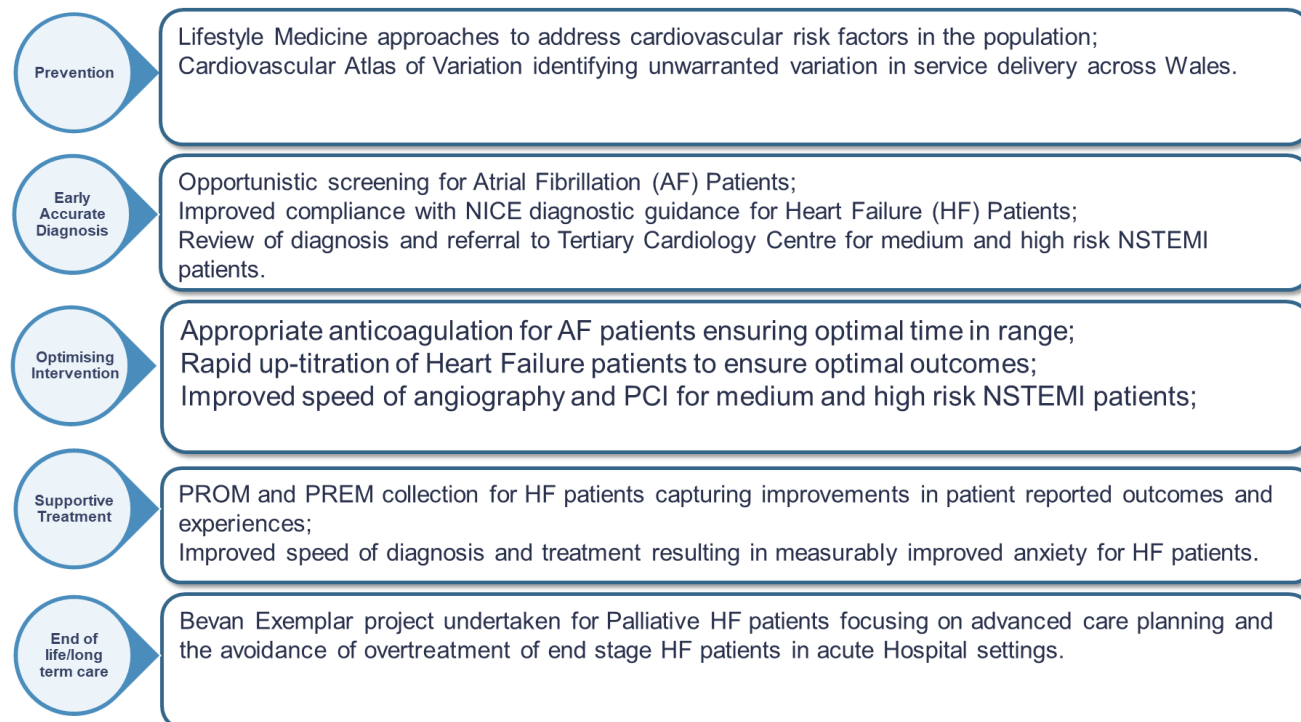 Prevention
Lifestyle Medicine approaches to address cardiovascular risk factors in the population;
Cardiovascular Atlas of Variation identifying unwarranted variation in service delivery across Wales.
Early
Accurate
Diagnosis
Opportunistic screening for Atrial Fibrillation (AF) Patients;
Improved compliance with NICE diagnostic guidance for Heart Failure (HF) Patients;
Review of diagnosis and referral to Tertiary Cardiology Centre for medium and high risk NSTEMI
patients.
Optimising
Intervention
Appropriate anticoagulation for AF patients ensuring optimal time in range;
Rapid up-titration of Heart Failure patients to ensure optimal outcomes;
Improved speed of angiography and PCI for medium and high risk NSTEMI patients;
Supportive
Treatment
PROM and PREM collection for HF patients capturing improvements in patient reported outcomes and
experiences;
Improved speed of diagnosis and treatment resulting in measurably improved anxiety for HF patients.
End of
life/long
term care
Bevan Exemplar project undertaken for Palliative HF patients focusing on advanced care planning and
the avoidance of overtreatment of end stage HF patients in acute Hospital settings.